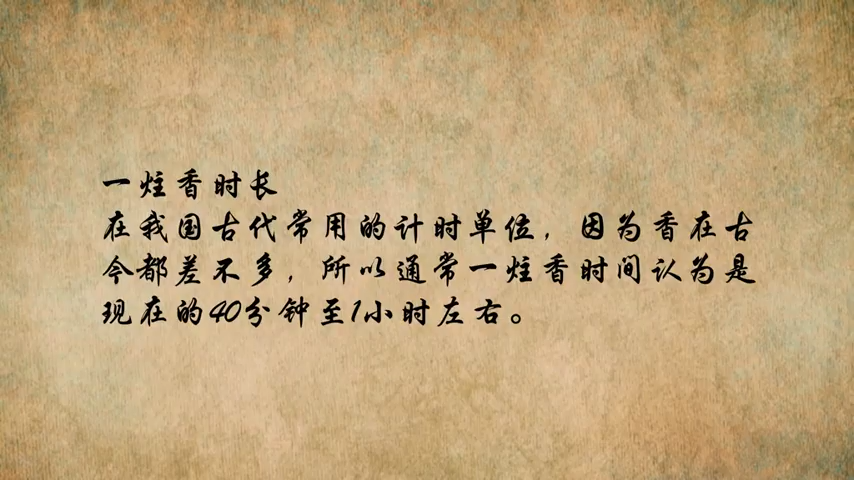 一炷香时长
在我国古代常用的计时单位，因为香在古
今都差不多，所以通常一炷香时间认为是
现在的40分钟至1小时左右。